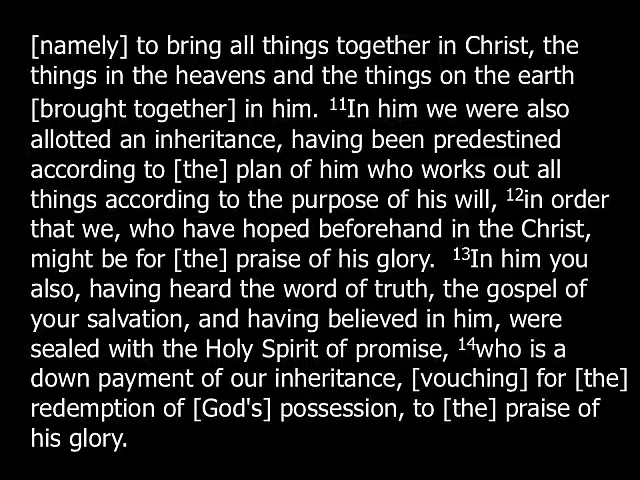 [namely] to bring all things together in Christ, the
things in the heavens and the things on the earth
[brought together] in him. ¹¹In him we were also
allotted an inheritance, having been predestined
according to [the] plan of him who works out all
things according to the purpose of his will, ¹²in order
that we, who have hoped beforehand in the Christ,
might be for [the] praise of his glory.  ¹³In him you
also, having heard the word of truth, the gospel of
your salvation, and having believed in him, were
sealed with the Holy Spirit of promise, ¹⁴who is a
down payment of our inheritance, [vouching] for [the]
redemption of [God's] possession, to [the] praise of
his glory.